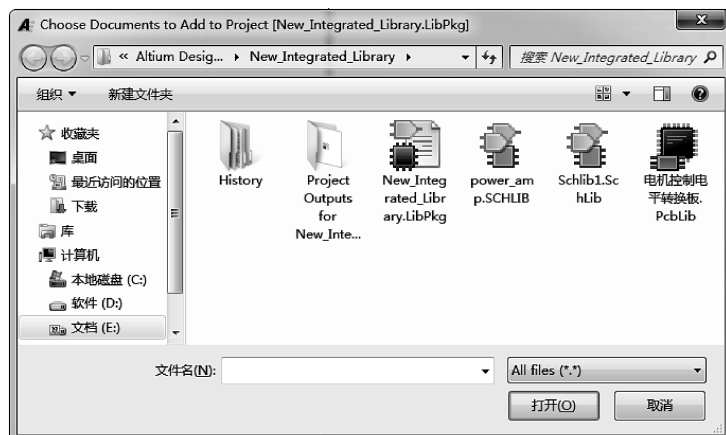 Choose Documents to Add to Project [New_Integrated_Library.LibPkg]
« Altium Desig... ▸ New_Integrated_Library ▸
搜索 New_Integrated_Library
组织 新建文件夹
收藏夹
桌面
最近访问的位置
下载
库
计算机
本地磁盘 (C:)
软件 (D:)
文档 (E:)
History
Project
Outputs
for
New_Inte...
New_Integ
rated_Libr
ary.LibPkg
power_am
p.SCHLIB
Schlib1.Sc
hLib
电机控制电
平转换板.
PcbLib
文件名(N):
All files (*.*)
打开(O)
取消